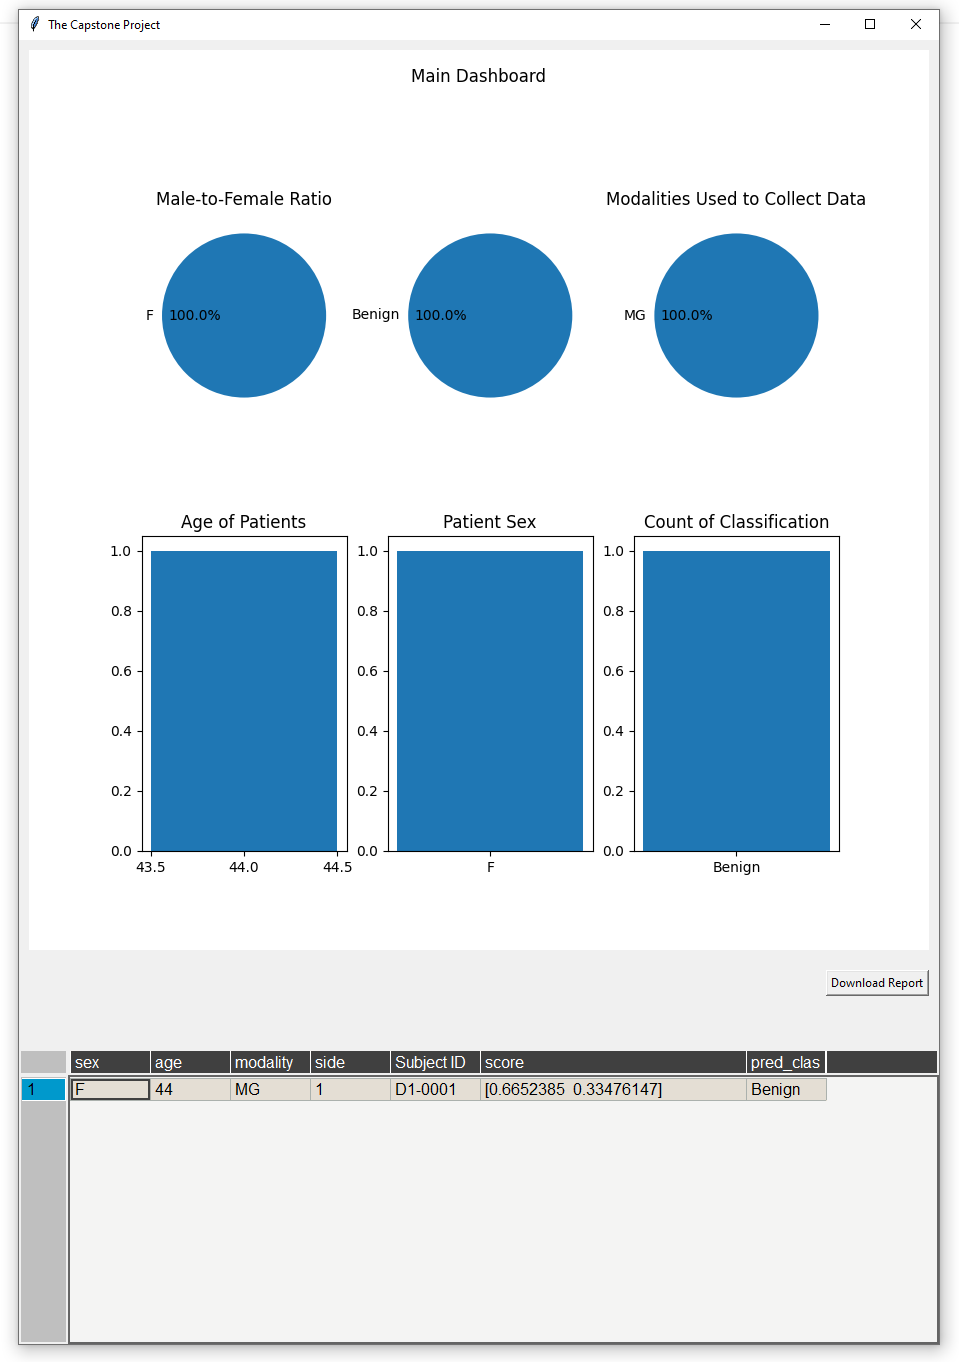 The Capstone Project
Main Dashboard
Male-to-Female Ratio
Modalities Used to Collect Data
F 100.0%
Benign 100.0%
MG 100.0%
Age of Patients
1.0
0.8
0.6
0.4
0.2
0.0
43.5 44.0 44.5
Patient Sex
1.0
0.8
0.6
0.4
0.2
0.0
F
Count of Classification
1.0
0.8
0.6
0.4
0.2
0.0
Benign
Download Report
sex age modality side Subject ID score pred_clas
1 F 44 MG 1 D1-0001 [0.6652385 0.33476147] Benign